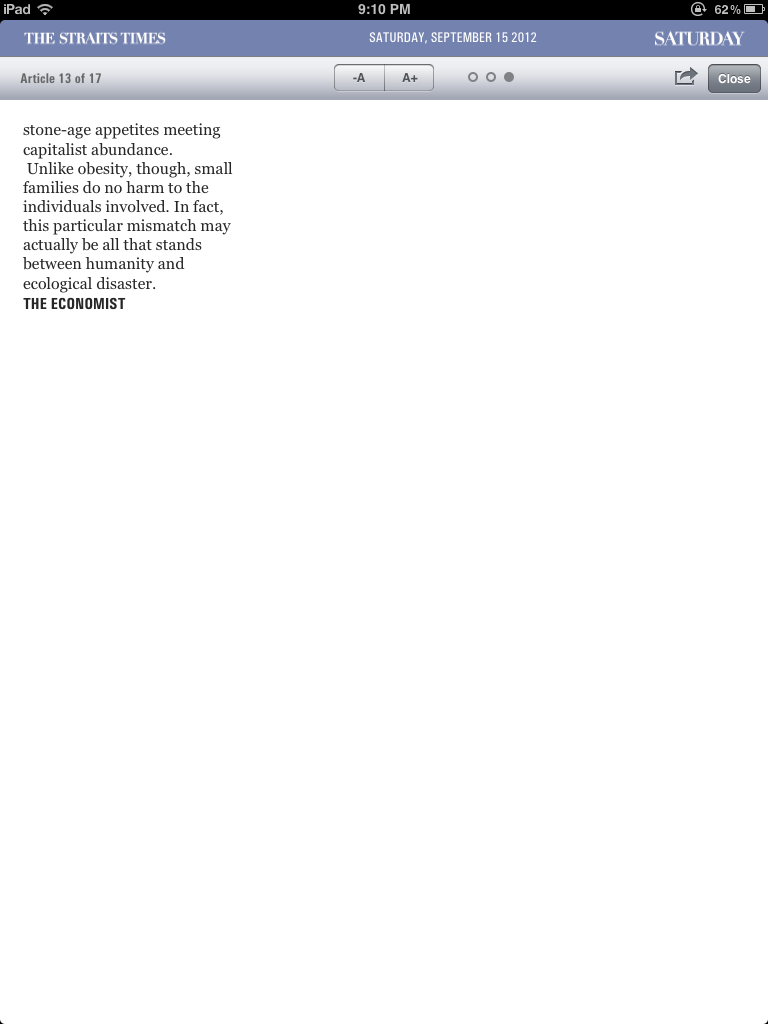 iPad 9:10 PM 62%
THE STRAITS TIMES SATURDAY, SEPTEMBER 15 2012 SATURDAY
Article 13 of 17 -A A+ Close
stone-age appetites meeting
capitalist abundance.
Unlike obesity, though, small
families do no harm to the
individuals involved. In fact,
this particular mismatch may
actually be all that stands
between humanity and
ecological disaster.
THE ECONOMIST